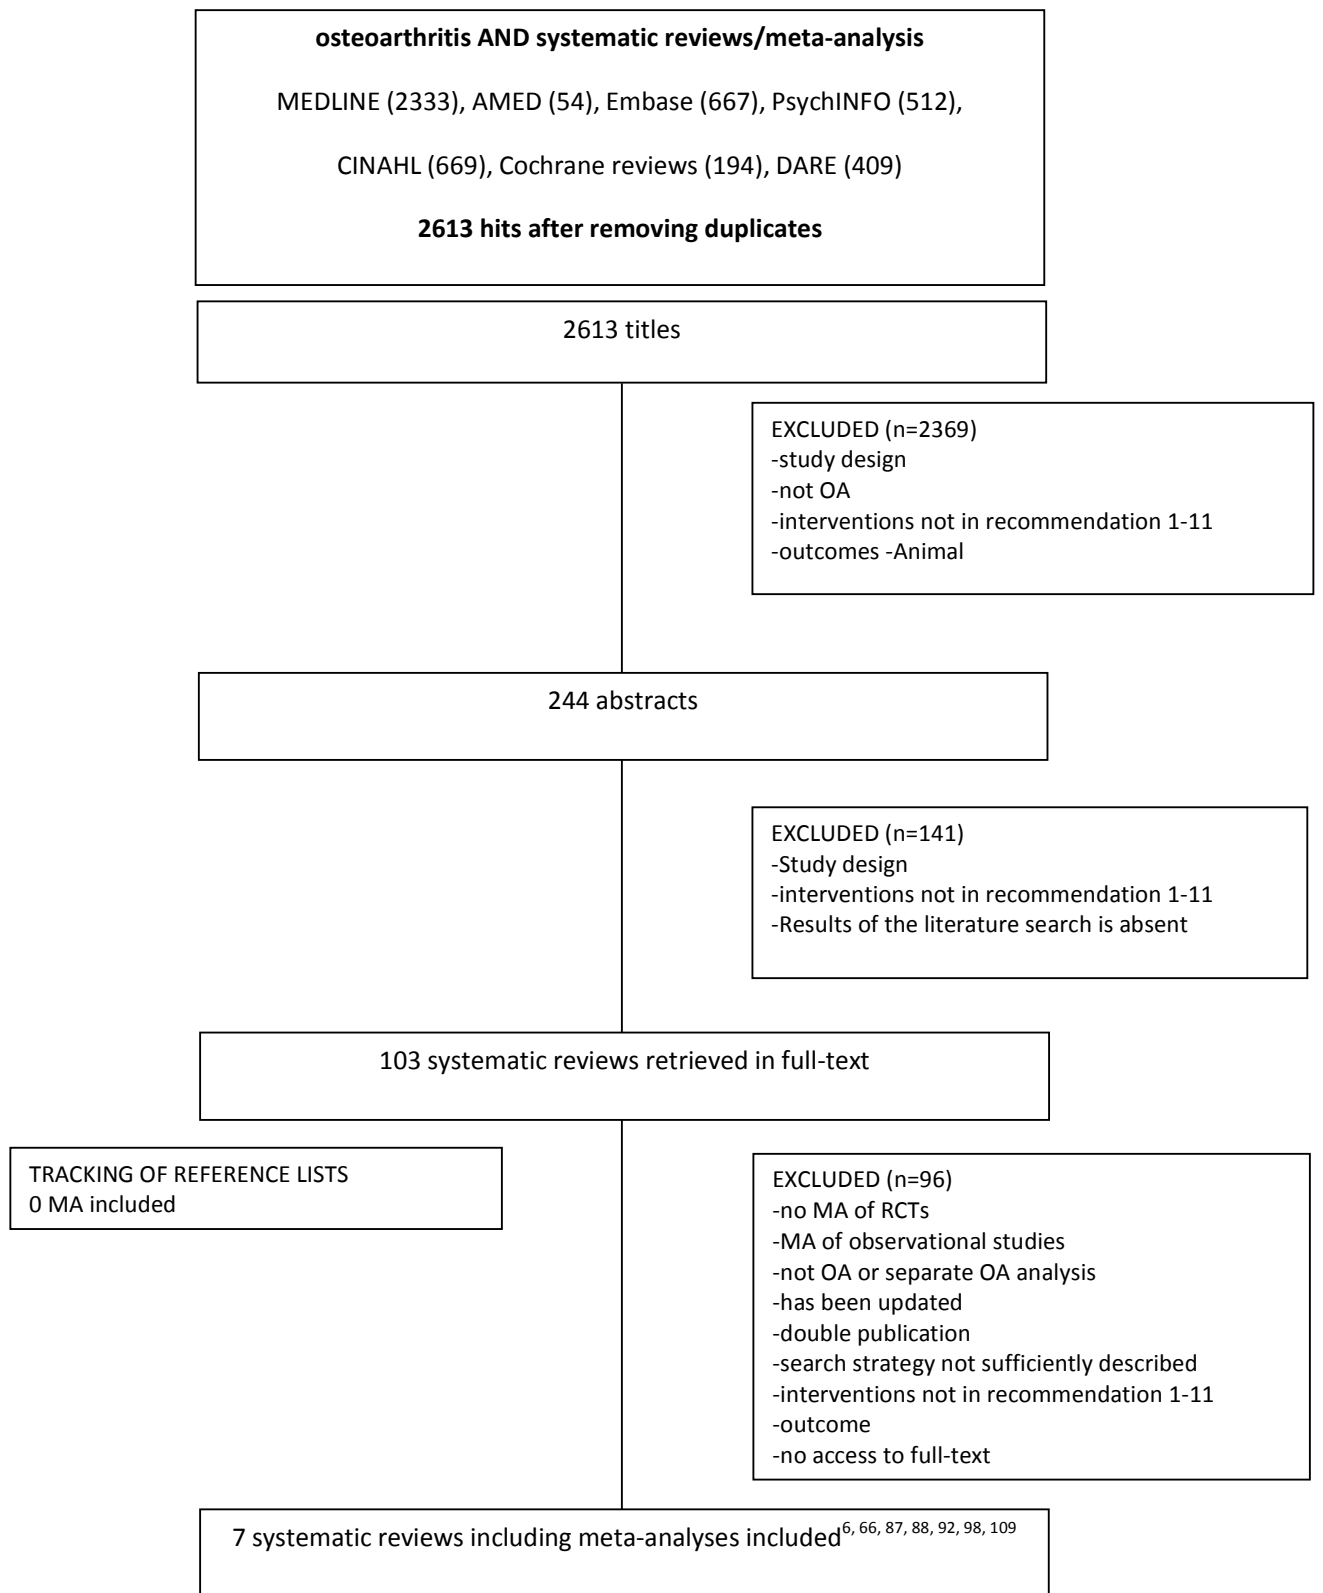 osteoarthritis AND systematic reviews/meta-analysis
MEDLINE (2333), AMED (54), Embase (667), PsychINFO (512),
CINAHL (669), Cochrane reviews (194), DARE (409)
2613 hits after removing duplicates
2613 titles
EXCLUDED (n=2369)
-study design
-not OA
-interventions not in recommendation 1-11
-outcomes -Animal
244 abstracts
EXCLUDED (n=141)
-Study design
-interventions not in recommendation 1-11
-Results of the literature search is absent
103 systematic reviews retrieved in full-text
TRACKING OF REFERENCE LISTS
0 MA included
EXCLUDED (n=96)
-no MA of RCTs
-MA of observational studies
-not OA or separate OA analysis
-has been updated
-double publication
-search strategy not sufficiently described
-interventions not in recommendation 1-11
-outcome
-no access to full-text
7 systematic reviews including meta-analyses included6, 66, 87, 88, 92, 98, 109